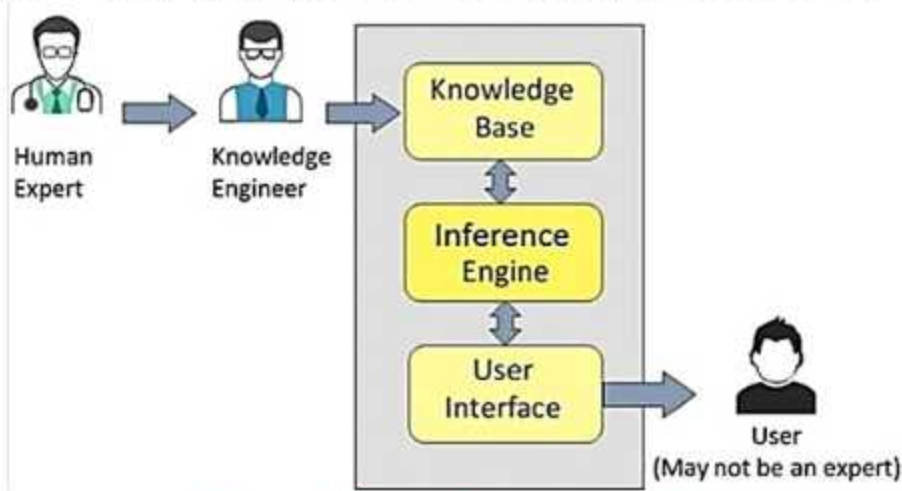 Human
Expert
Knowledge
Engineer
Knowledge
Base
Inference
Engine
User
Interface
User
(May not be an expert)